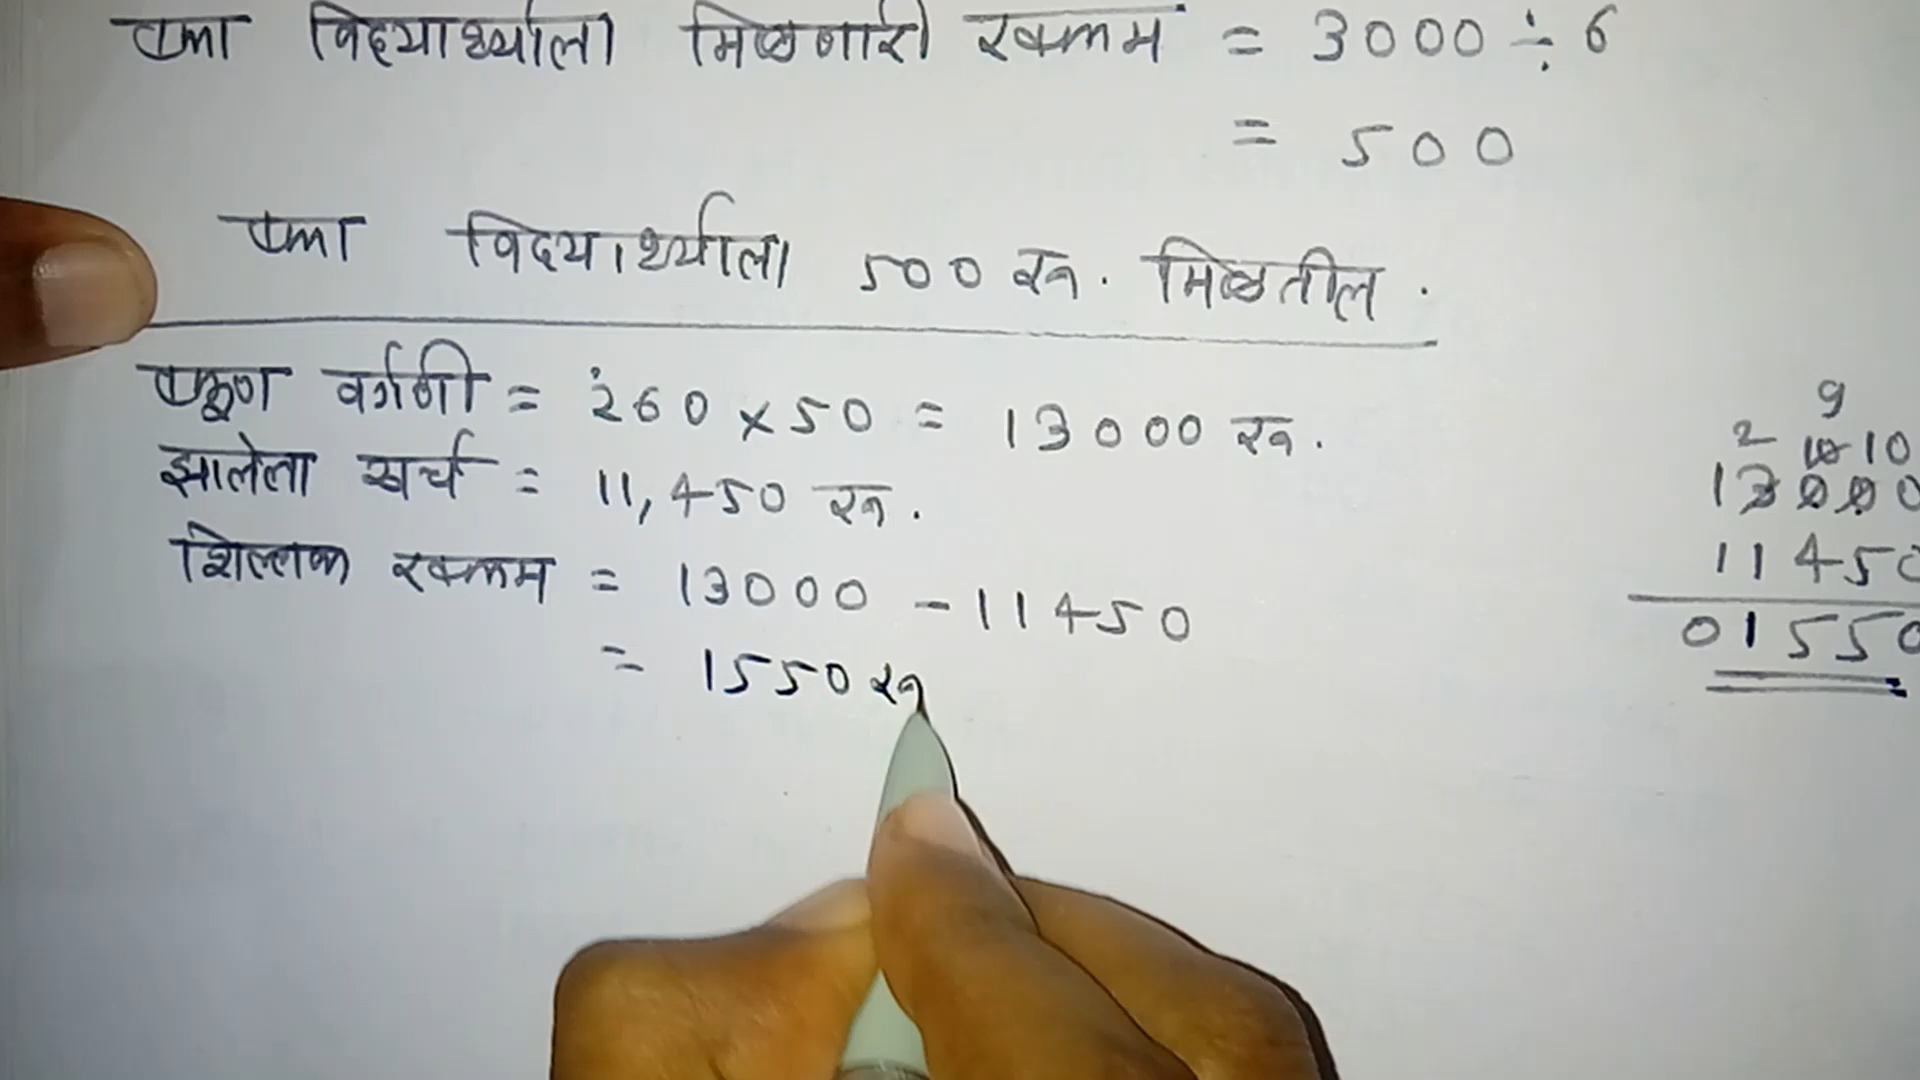 एका विद्यार्थ्याला मिळणारी रक्कम = 3000 ÷ 6
= 500
एका विद्यार्थ्याला 500 रु. मिळतील.
एकूण वर्गणी = 260 × 50 = 13000 रु.
झालेला खर्च = 11,450 रु.
शिल्लक रक्कम = 13000 - 11450
= 1550 रु
9
2 10 10
13000
11450
01550